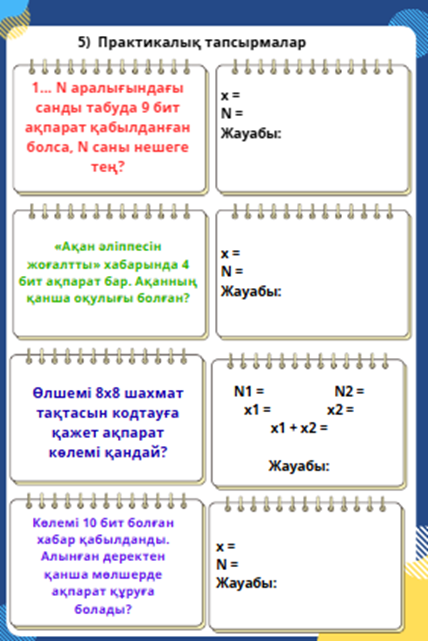 5) Практикалық тапсырмалар
1... N аралығындағы
санды табуда 9 бит
ақпарат қабылданған
болса, N саны нешеге
тең?
x =
N =
Жауабы:
«Ақан әліппесін
жоғалтты» хабарында 4
бит ақпарат бар. Ақанның
қанша оқулығы болған?
x =
N =
Жауабы:
Өлшемі 8х8 шахмат
тақтасын кодтауға
қажет ақпарат
көлемі қандай?
N1 = N2 =
x1 = x2 =
x1 + x2 =
Жауабы:
Көлемі 10 бит болған
хабар қабылданды.
Алынған деректен
қанша мөлшерде
ақпарат құруға
болады?
x =
N =
Жауабы: